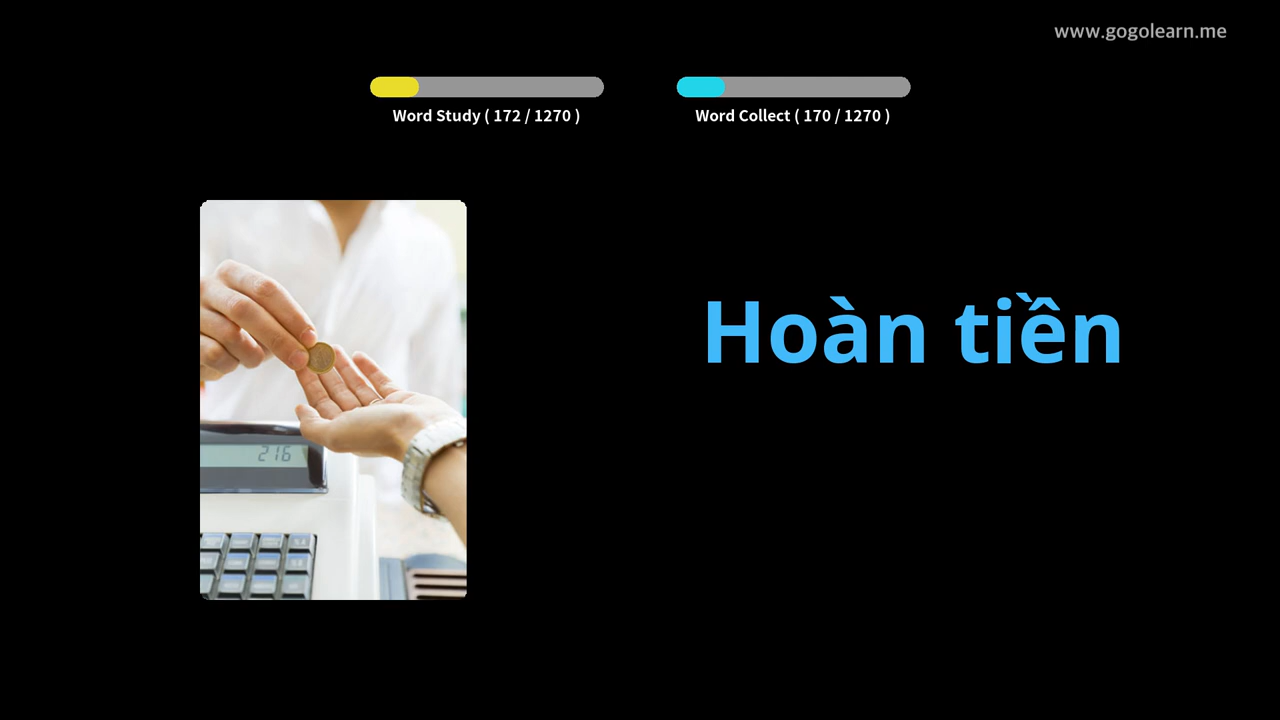 www.gogolearn.me
Word Study ( 172 / 1270 )
Word Collect ( 170 / 1270 )
Hoàn tiền
216